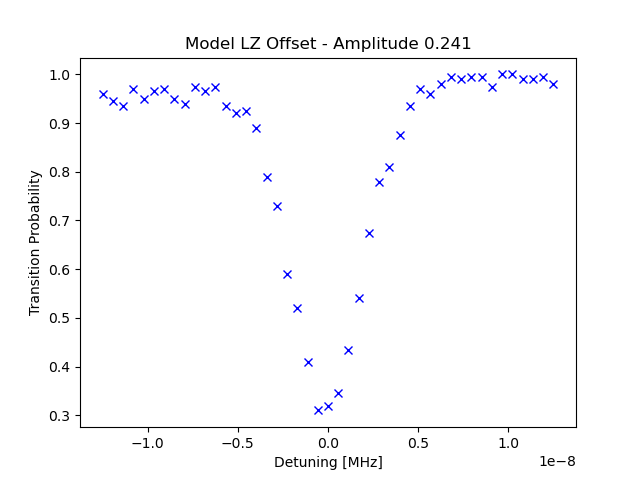 Model LZ Offset - Amplitude 0.241
Transition Probability
1.0
0.9
0.8
0.7
0.6
0.5
0.4
0.3
−1.0 −0.5 0.0 0.5 1.0
1e−8
Detuning [MHz]